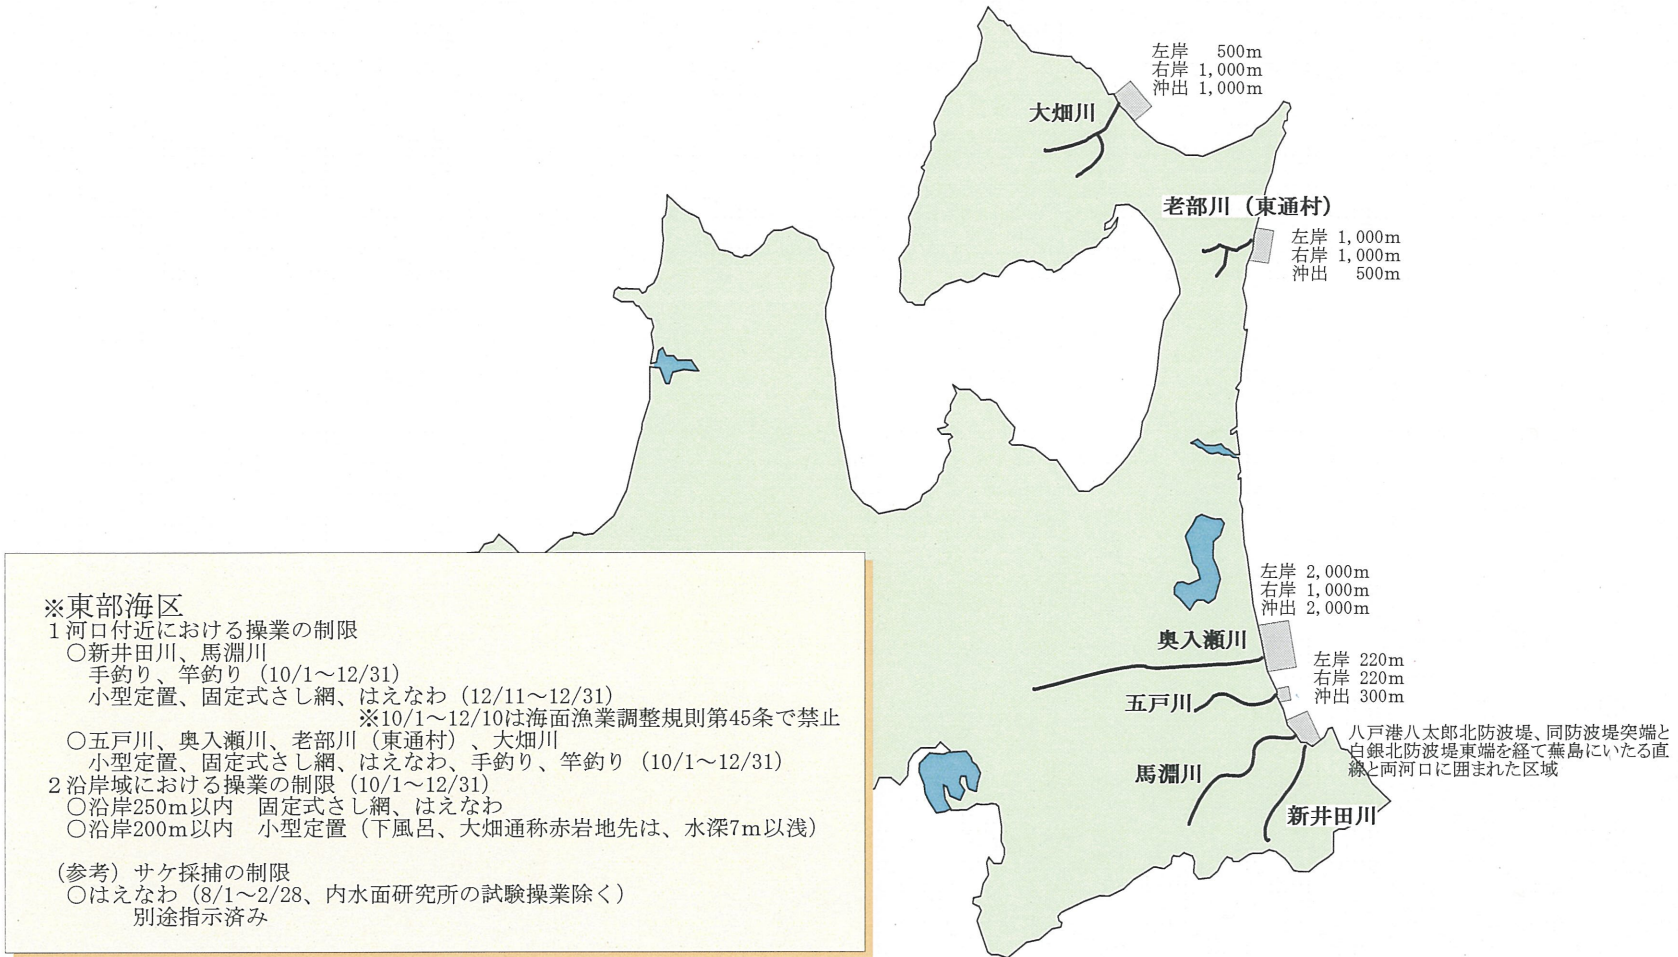 左岸 500m
右岸 1,000m
沖出 1,000m
大畑川
老部川（東通村）
左岸 1,000m
右岸 1,000m
沖出 500m
左岸 2,000m
右岸 1,000m
沖出 2,000m
奥入瀬川
左岸 220m
右岸 220m
沖出 300m
五戸川
八戸港八太郎北防波堤、同防波堤突端と
白銀北防波堤東端を経て蕪島にいたる直
線と両河口に囲まれた区域
馬淵川
新井田川
※東部海区
1河口付近における操業の制限
○新井田川、馬淵川
手釣り、竿釣り（10/1～12/31）
小型定置、固定式さし網、はえなわ（12/11～12/31）
※10/1～12/10は海面漁業調整規則第45条で禁止
○五戸川、奥入瀬川、老部川（東通村）、大畑川
小型定置、固定式さし網、はえなわ、手釣り、竿釣り（10/1～12/31）
2沿岸域における操業の制限（10/1～12/31）
○沿岸250m以内 固定式さし網、はえなわ
○沿岸200m以内 小型定置（下風呂、大畑通称赤岩地先は、水深7m以浅）
（参考）サケ採捕の制限
○はえなわ（8/1～2/28、内水面研究所の試験操業除く）
別途指示済み